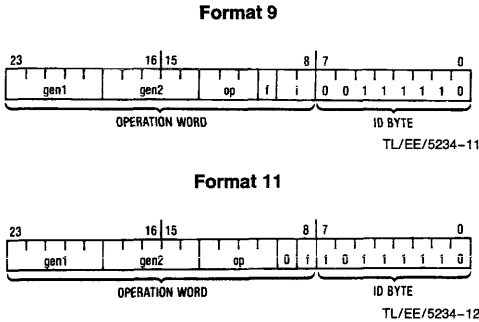 Format 9
23 16 15 8 7 0
gen1 gen2 op f i 0 0 1 1 1 1 1 0
OPERATION WORD ID BYTE
TL/EE/5234-11
Format 11
23 16 15 8 7 0
gen1 gen2 op 0 f 1 0 1 1 1 1 1 0
OPERATION WORD ID BYTE
TL/EE/5234-12